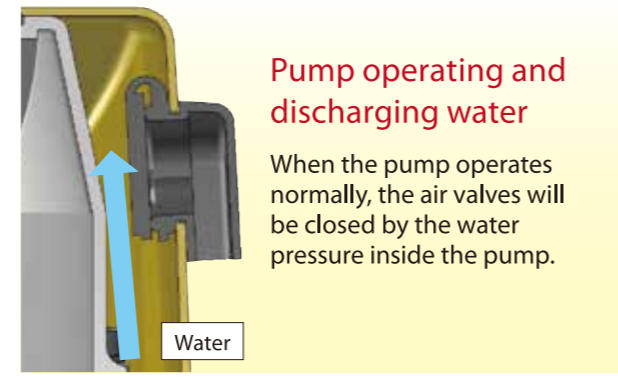 Pump operating and
discharging water
When the pump operates
normally, the air valves will
be closed by the water
pressure inside the pump.
Water